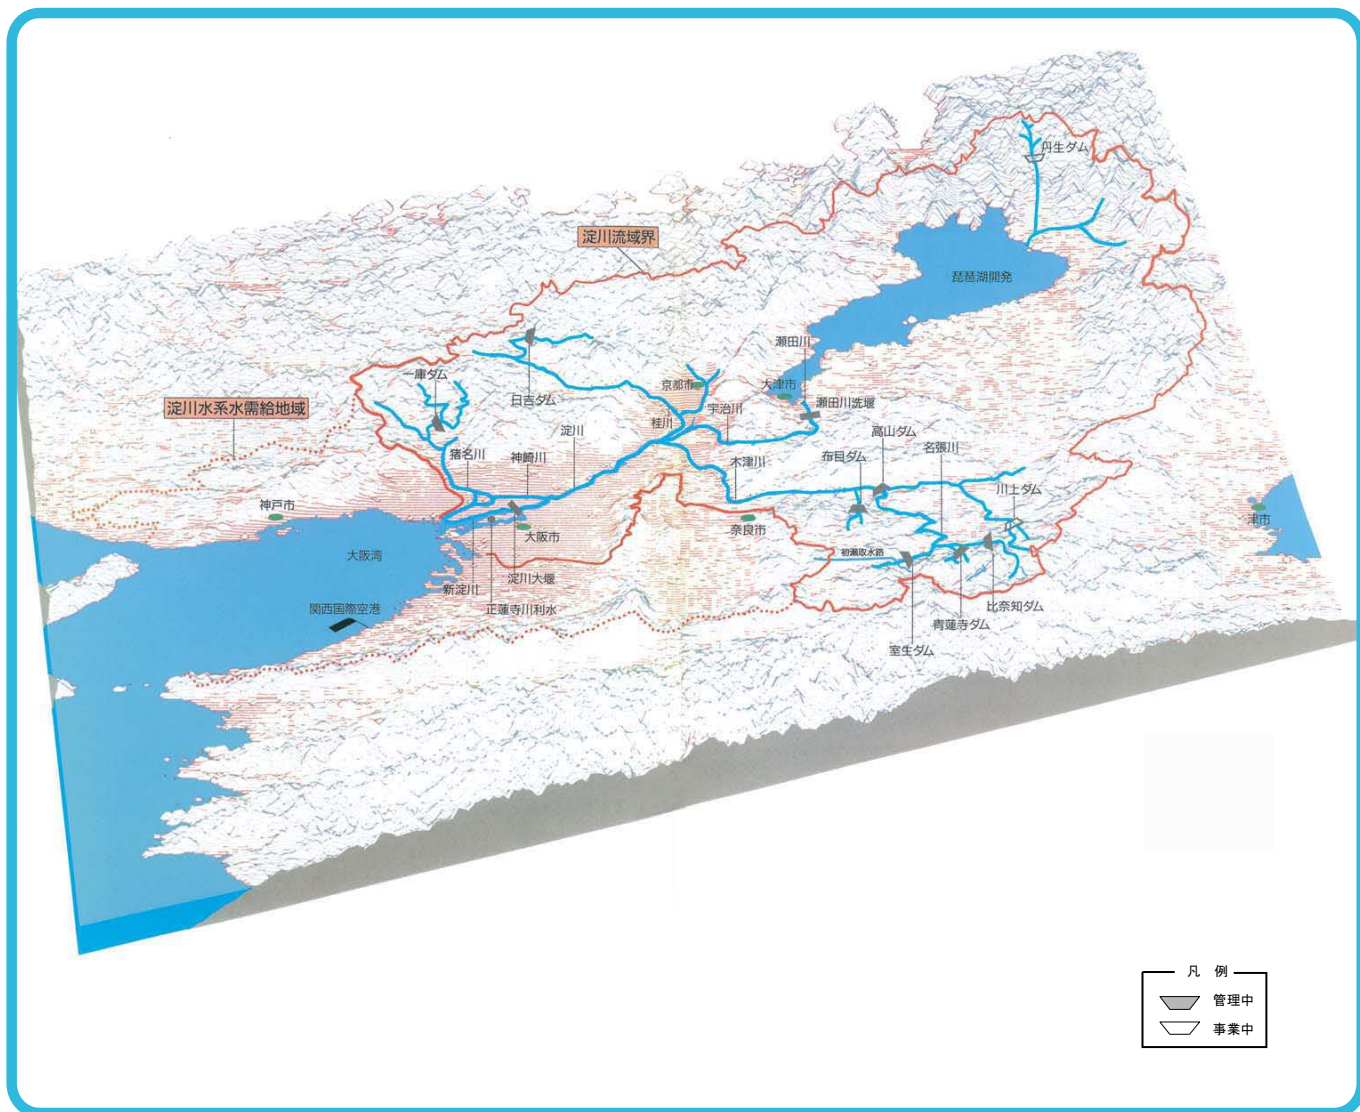 丹生ダム
淀川流域界
琵琶湖開発
瀬田川
一庫ダム
京都市
大津市
日吉ダム
淀川水系水需給地域
桂川
宇治川
瀬田川洗堰
淀川
高山ダム
猪名川
神崎川
木津川
布目ダム
名張川
川上ダム
神戸市
津市
大阪市
奈良市
大阪湾
初瀬取水路
新淀川
淀川大堰
関西国際空港
正蓮寺川利水
比奈知ダム
青蓮寺ダム
室生ダム
凡 例
管理中
事業中